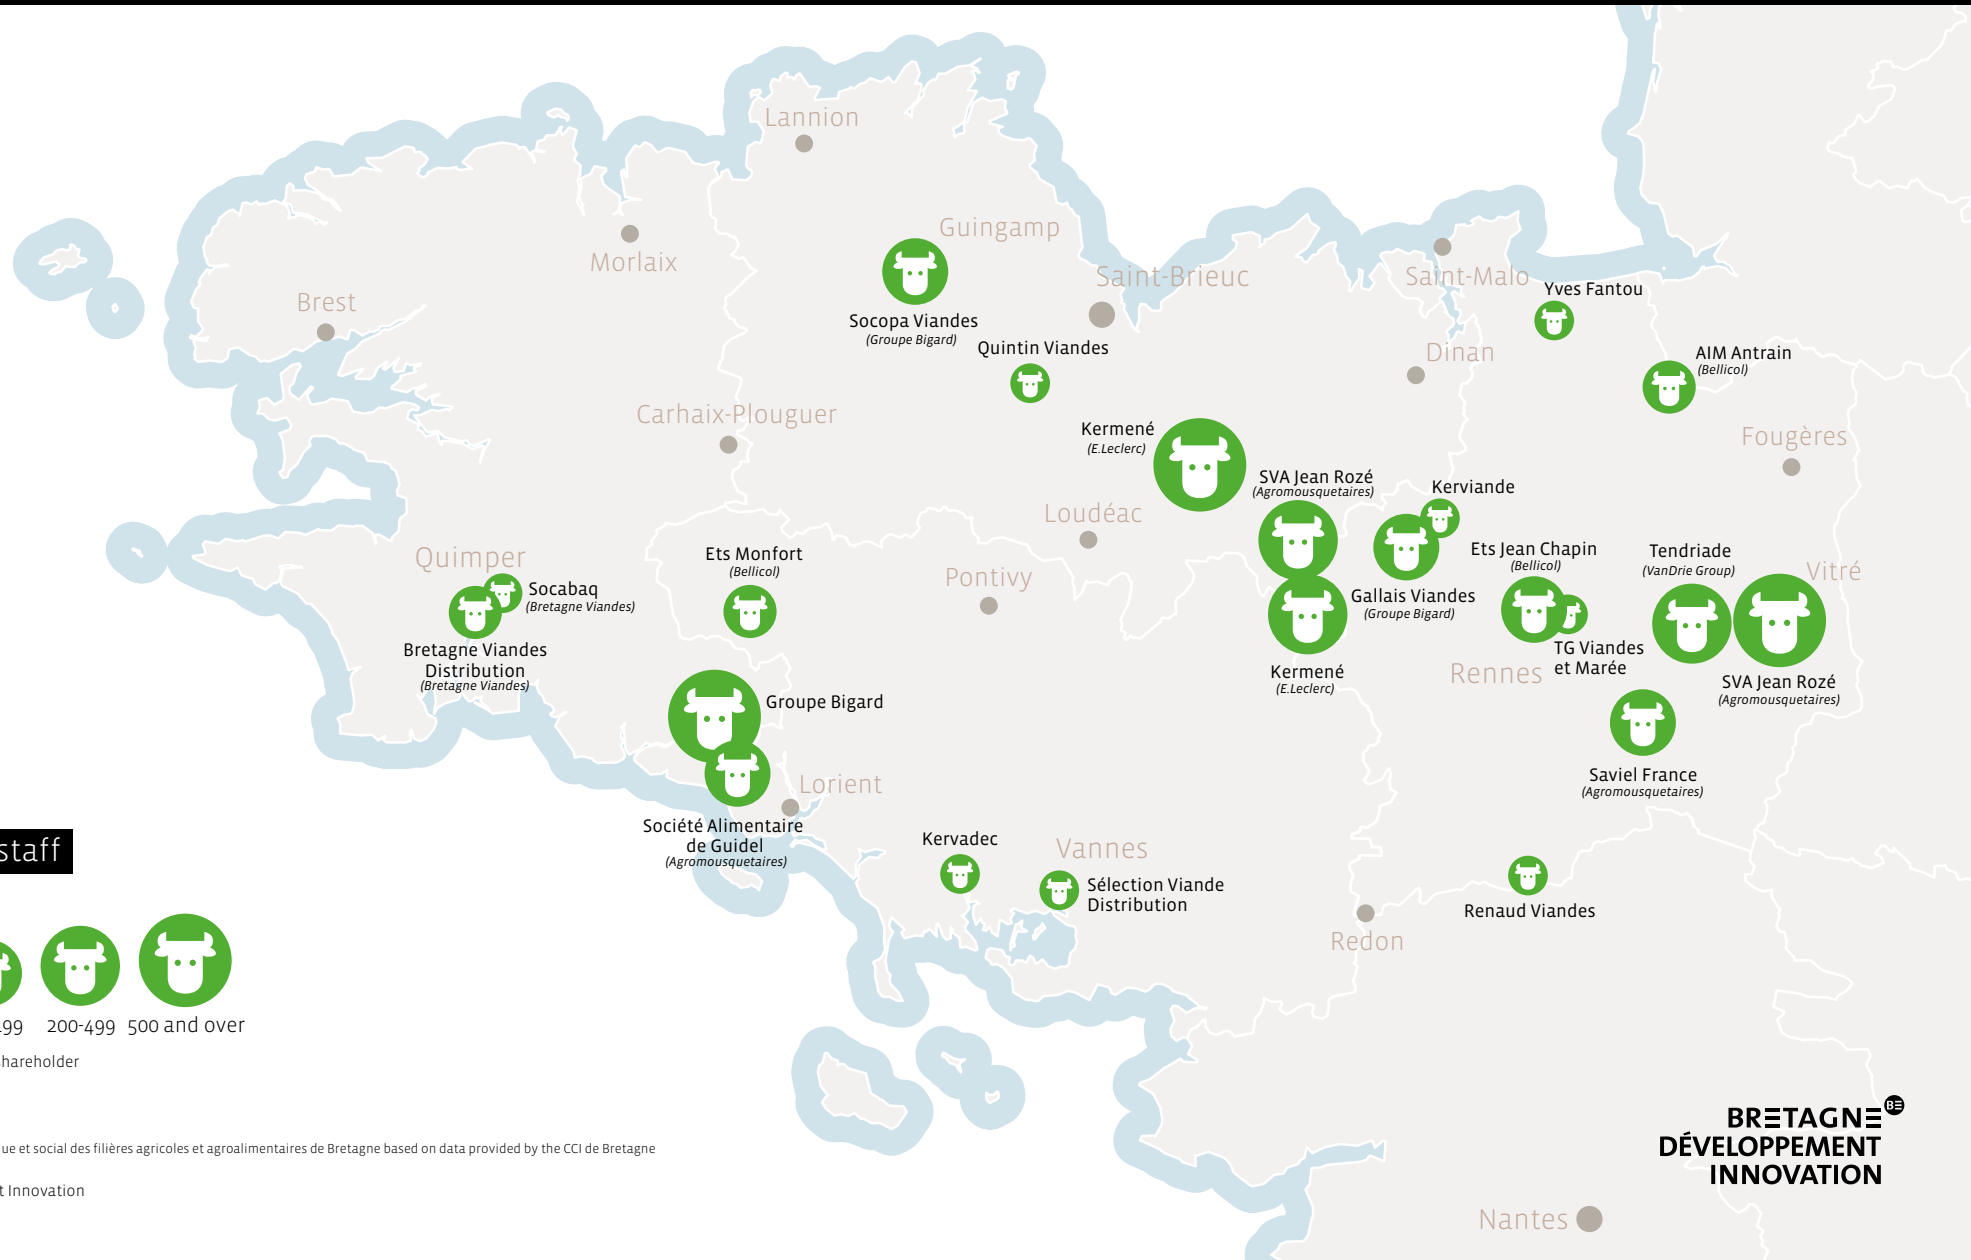 Lannion
Guingamp
Morlaix
Saint-Brieuc
Saint-Malo
Yves Fantou
Brest
Socopa Viandes
(Groupe Bigard)
Quintin Viandes
Dinan
AIM Antrain
(Bellicol)
Carhaix-Plouguer
Kermené
(E.Leclerc)
Fougères
SVA Jean Rozé
(Agromousquetaires)
Kerviande
Loudéac
Quimper
Ets Monfort
(Bellicol)
Pontivy
Ets Jean Chapin
(Bellicol)
Tendriade
(VanDrie Group)
Vitré
Socabaq
(Bretagne Viandes)
Gallais Viandes
(Groupe Bigard)
Bretagne Viandes
Distribution
(Bretagne Viandes)
TG Viandes
et Marée
Kermené
(E.Leclerc)
Rennes
SVA Jean Rozé
(Agromousquetaires)
Groupe Bigard
Lorient
Saviel France
(Agromousquetaires)
Société Alimentaire
de Guidel
(Agromousquetaires)
Kervadec
Vannes
Sélection Viande
Distribution
Renaud Viandes
Redon
staff
199 200-499 500 and over
shareholder
ue et social des filières agricoles et agroalimentaires de Bretagne based on data provided by the CCI de Bretagne
t Innovation
BRETAGNE BE
DÉVELOPPEMENT
INNOVATION
Nantes